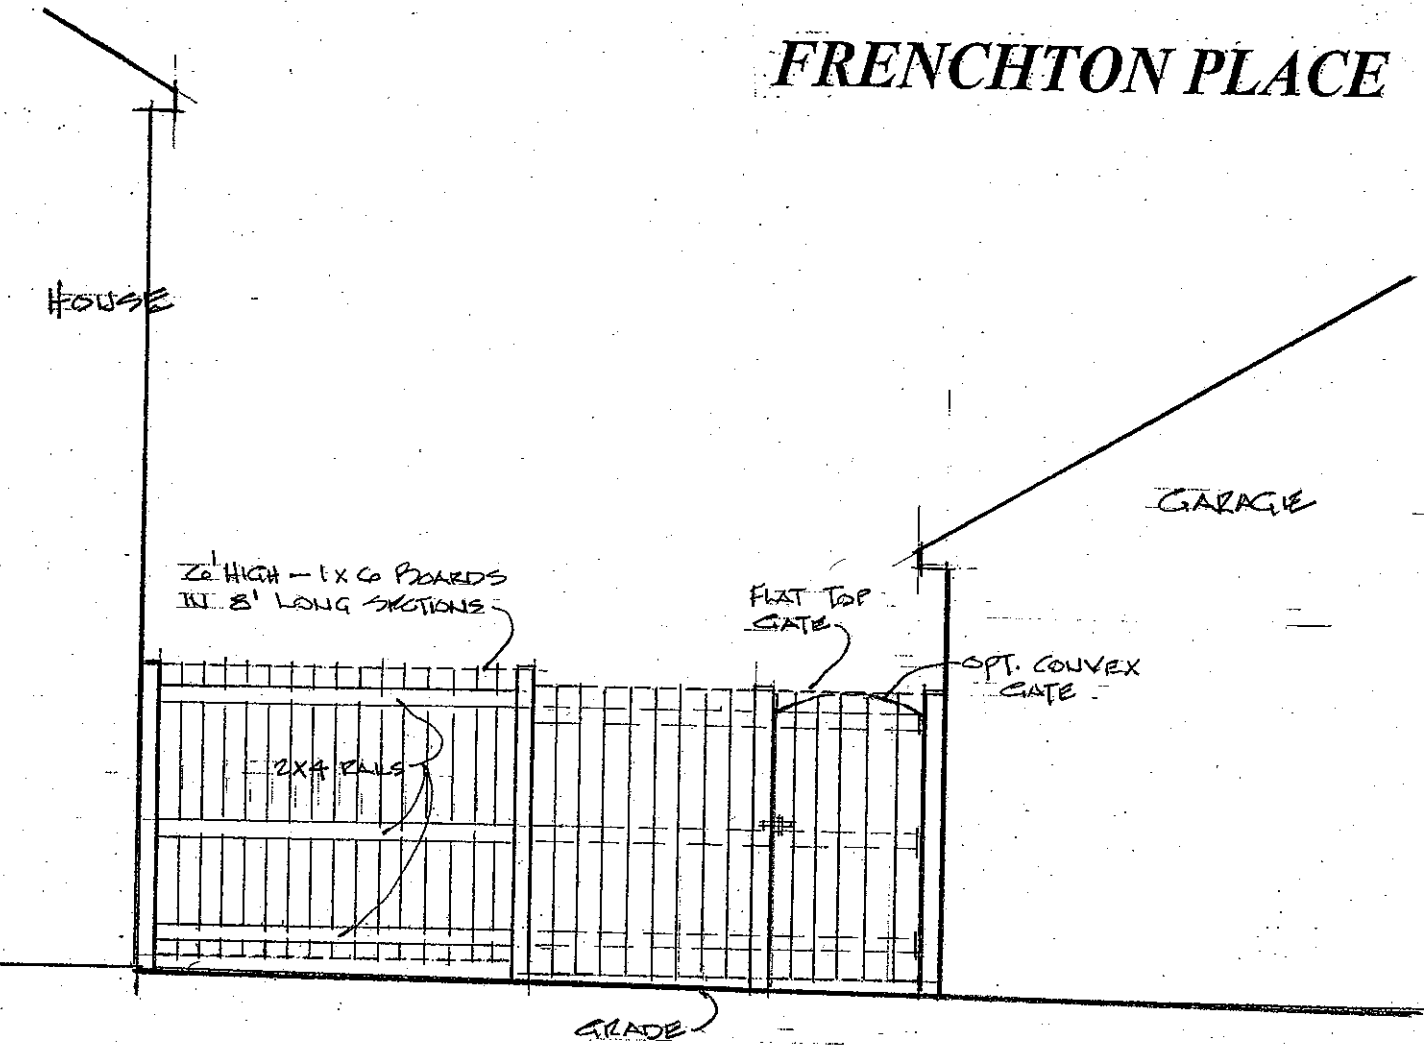 FRENCHTON PLACE
HOUSE
GARAGE
6' HIGH - 1 X 6 BOARDS
IN 8' LONG SECTIONS
FLAT TOP
GATE
OPT. CONVEX
GATE
2X4 RAILS
GRADE